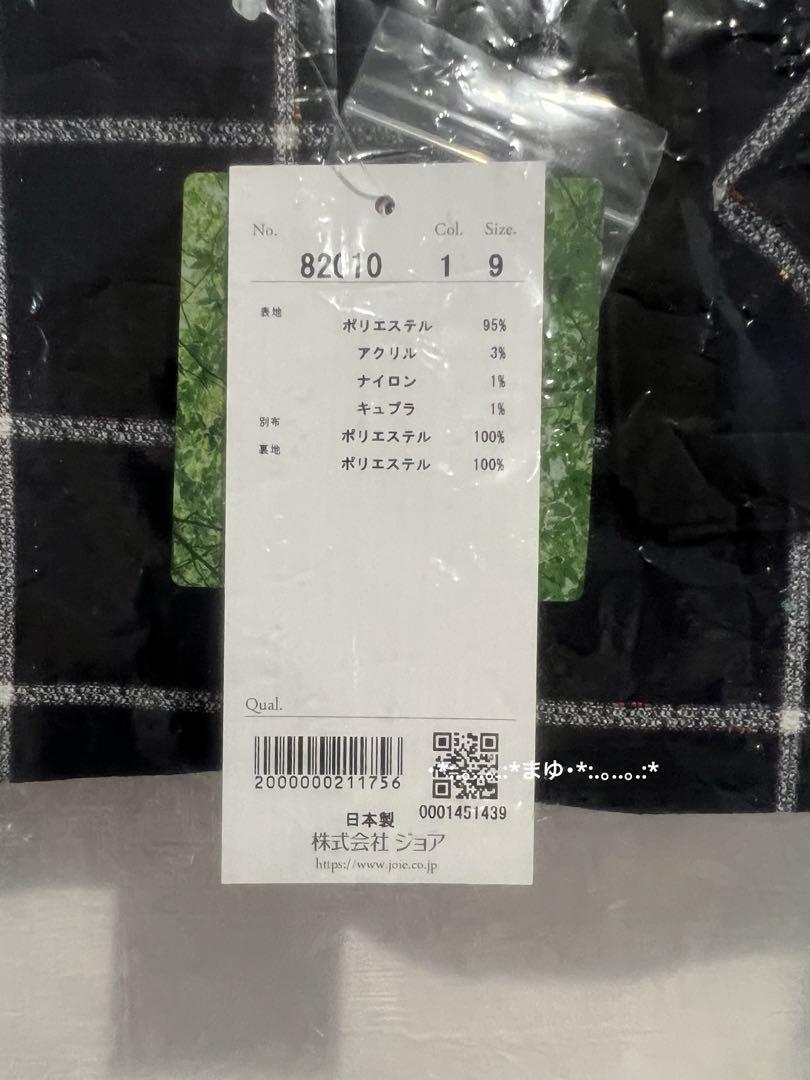 No. Col. Size.
82010 1 9
表地
ポリエステル 95%
アクリル 3%
ナイロン 1%
キュプラ 1%
別布
ポリエステル 100%
裏地
ポリエステル 100%
Qual.
2000000211756
･*:.｡..｡.:*まゆ･*:.｡..｡.:*
0001451439
日本製
株式会社 ジョア
https://www.joie.co.jp